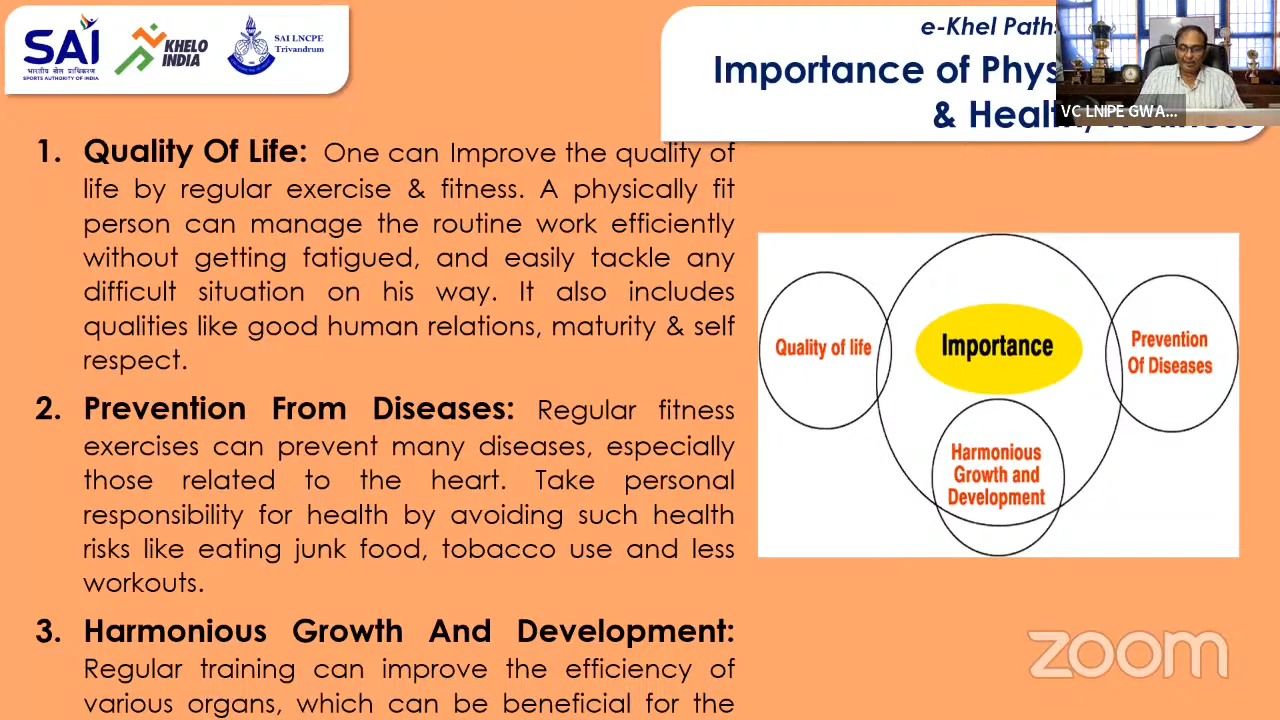 SAI
भारतीय खेल प्राधिकरण
SPORTS AUTHORITY OF INDIA
KHELO
INDIA
SAI LNCPE
Trivandrum
e-Khel Paths
Importance of Phys
& Health/Wellness
VC LNIPE GWA...
1. Quality Of Life: One can Improve the quality of
life by regular exercise & fitness. A physically fit
person can manage the routine work efficiently
without getting fatigued, and easily tackle any
difficult situation on his way. It also includes
qualities like good human relations, maturity & self
respect.
2. Prevention From Diseases: Regular fitness
exercises can prevent many diseases, especially
those related to the heart. Take personal
responsibility for health by avoiding such health
risks like eating junk food, tobacco use and less
workouts.
3. Harmonious Growth And Development:
Regular training can improve the efficiency of
various organs, which can be beneficial for the
Quality of life
Importance
Prevention
Of Diseases
Harmonious
Growth and
Development
zoom